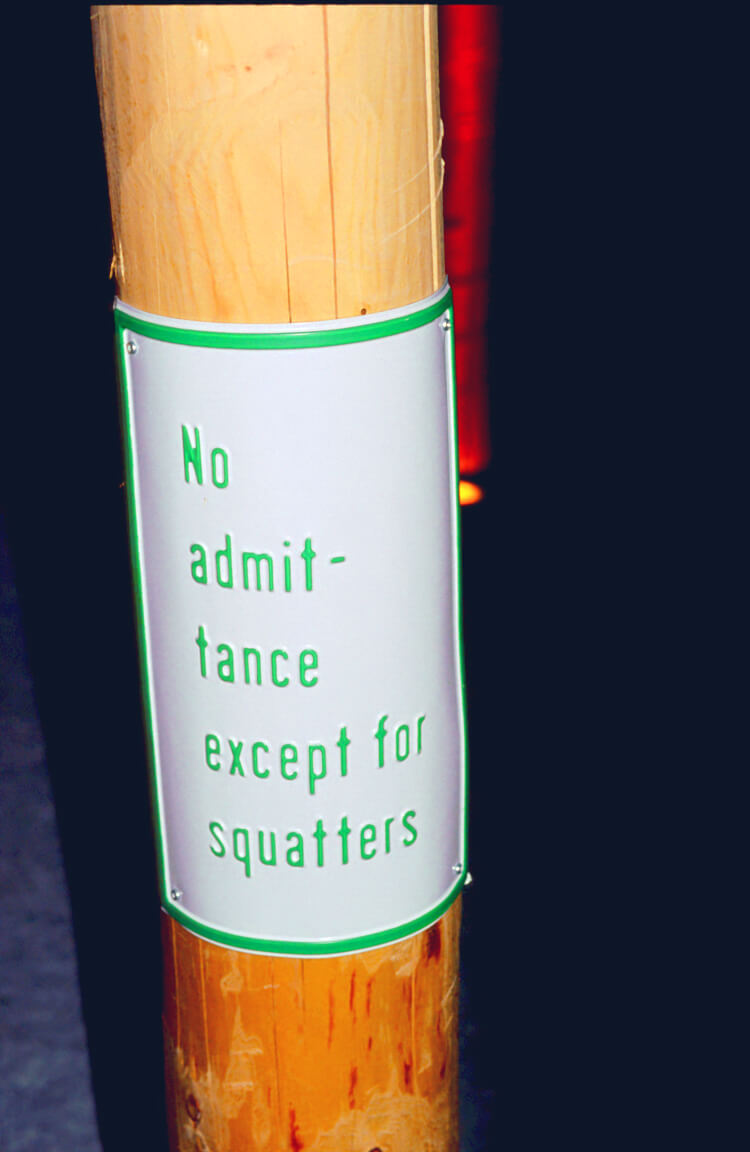 No
admit-
tance
except for
squatters